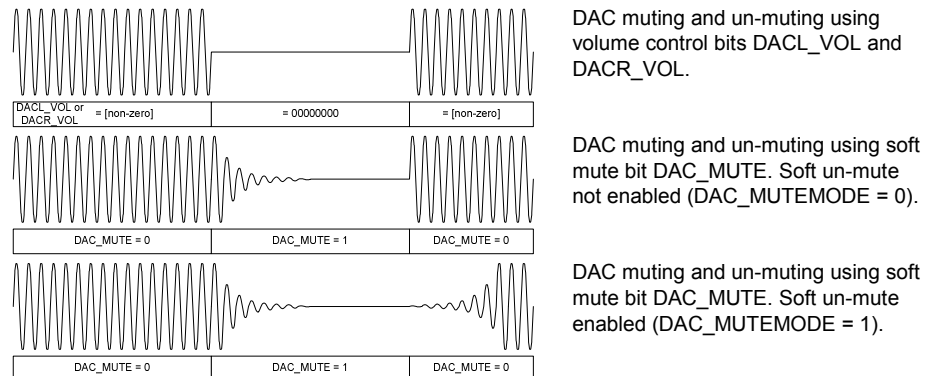 DAC muting and un-muting using
volume control bits DACL_VOL and
DACR_VOL.
DACL_VOL or
DACR_VOL
= [non-zero]
= 00000000
= [non-zero]
DAC muting and un-muting using soft
mute bit DAC_MUTE. Soft un-mute
not enabled (DAC_MUTEMODE = 0).
DAC_MUTE = 0
DAC_MUTE = 1
DAC_MUTE = 0
DAC muting and un-muting using soft
mute bit DAC_MUTE. Soft un-mute
enabled (DAC_MUTEMODE = 1).
DAC_MUTE = 0
DAC_MUTE = 1
DAC_MUTE = 0